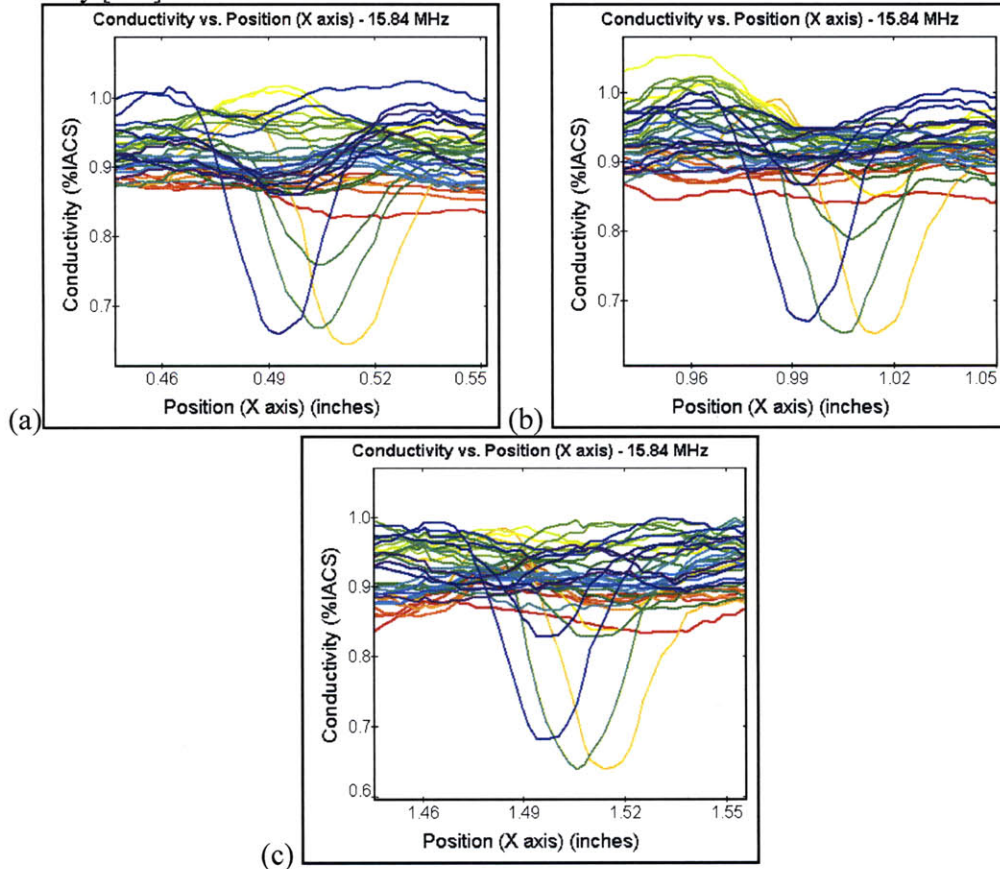 Conductivity vs. Position (X axis) - 15.84 MHz
Conductivity (%IACS)
1.0
0.9
0.8
0.7
0.46 0.49 0.52 0.55
Position (X axis) (inches)
(a)
Conductivity vs. Position (X axis) - 15.84 MHz
Conductivity (%IACS)
1.0
0.9
0.8
0.7
0.96 0.99 1.02 1.05
Position (X axis) (inches)
(b)
Conductivity vs. Position (X axis) - 15.84 MHz
Conductivity (%IACS)
1.0
0.9
0.8
0.7
0.6
1.46 1.49 1.52 1.55
Position (X axis) (inches)
(c)